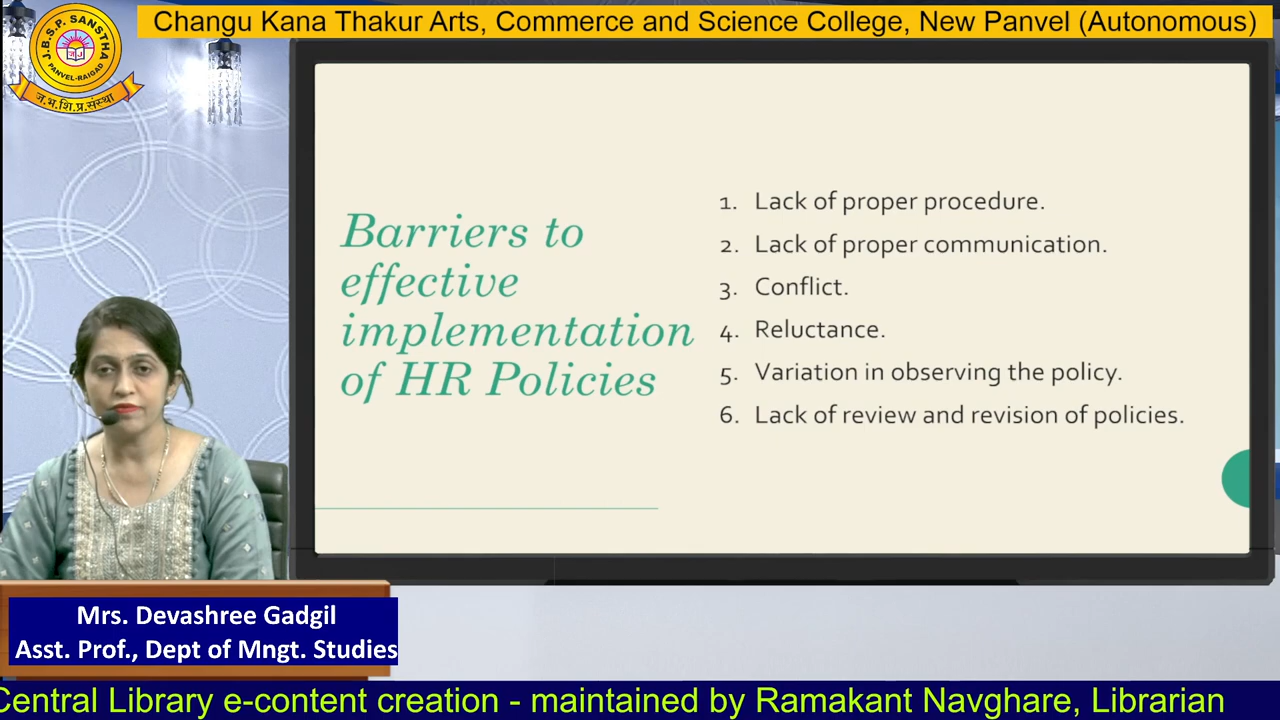 Changu Kana Thakur Arts, Commerce and Science College, New Panvel (Autonomous)
J.B.S.P. SANSTHA
PANVEL-RAIGAD
ज.भ.शि.प्र.संस्था
Barriers to
effective
implementation
of HR Policies
1. Lack of proper procedure.
2. Lack of proper communication.
3. Conflict.
4. Reluctance.
5. Variation in observing the policy.
6. Lack of review and revision of policies.
Mrs. Devashree Gadgil
Asst. Prof., Dept of Mngt. Studies
Central Library e-content creation - maintained by Ramakant Navghare, Librarian